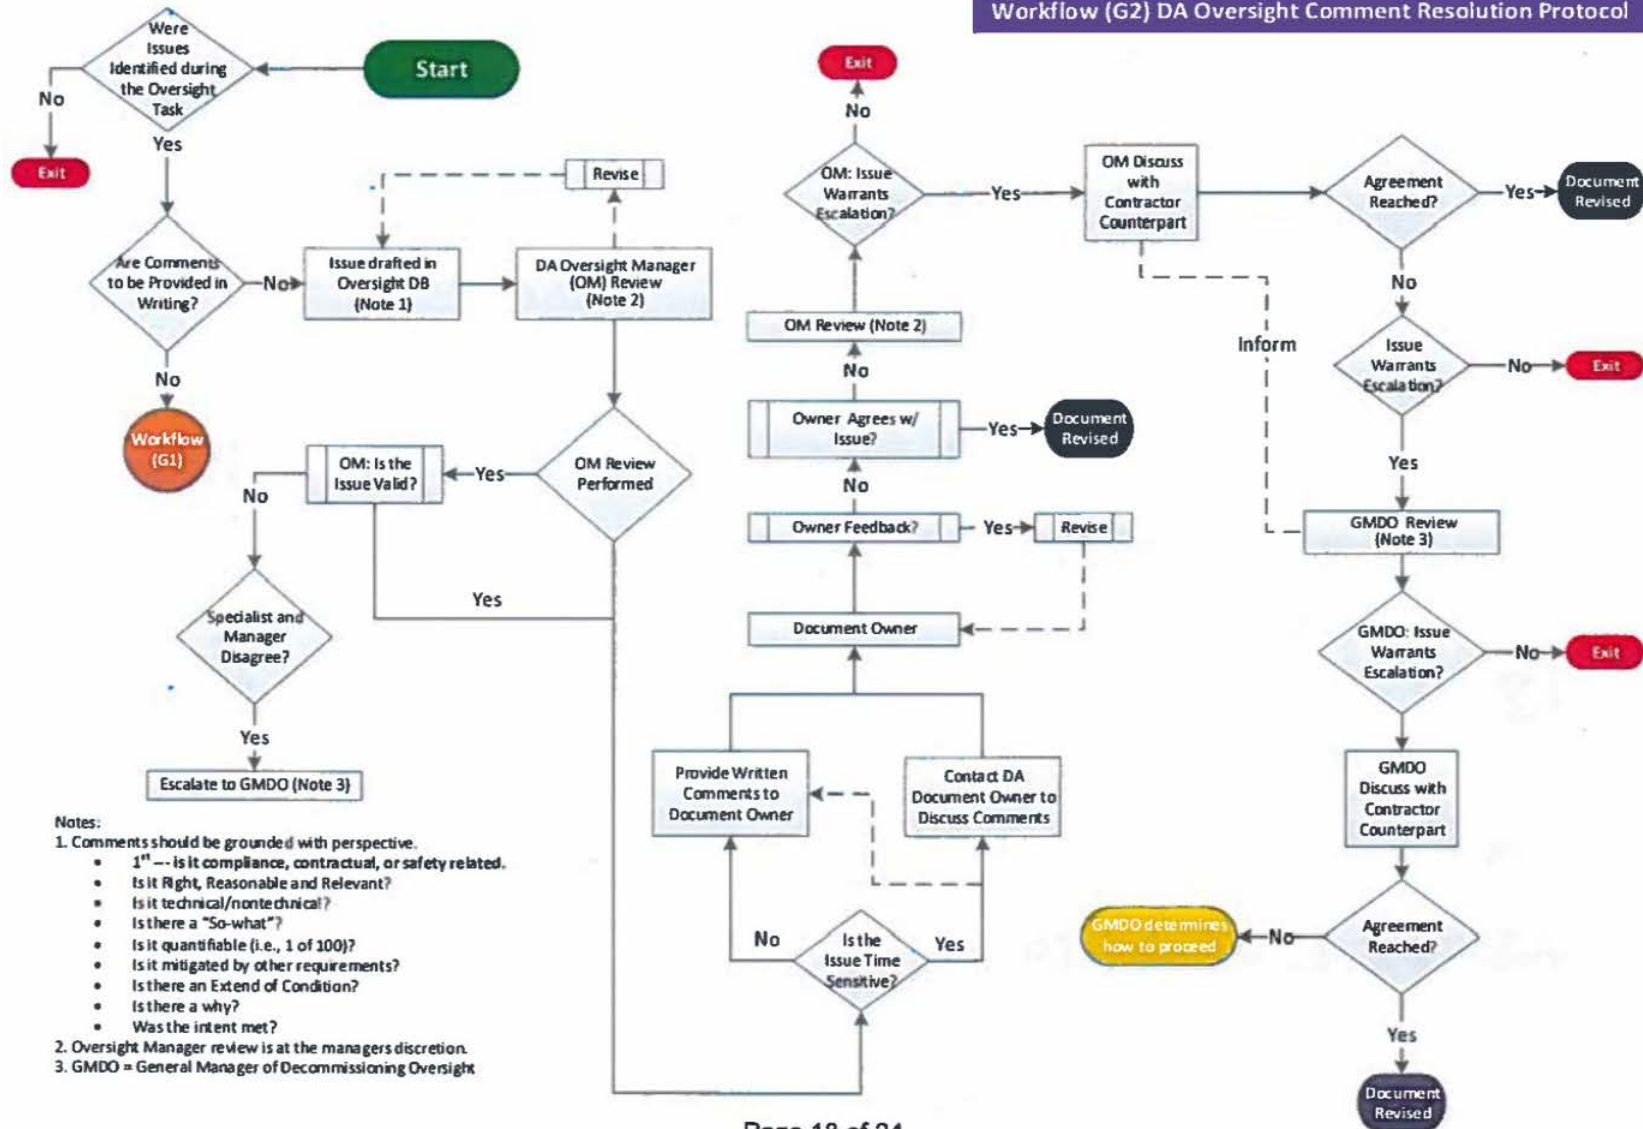 Workflow (G2) DA Oversight Comment Resolution Protocol
Were
Issues
Identified during
the Oversight
Task
Start
No
Exit
Yes
Are Comments
to be Provided in
Writing?
No
Issue drafted in
Oversight DB
(Note 1)
Revise
DA Oversight Manager
(OM) Review
(Note 2)
No
Workflow
(G1)
OM Review
Performed
Yes
OM: Is the
Issue Valid?
No
Yes
Specialist and
Manager
Disagree?
Yes
Escalate to GMDO (Note 3)
Exit
No
OM: Issue
Warrants
Escalation?
Yes
OM Discuss
with
Contractor
Counterpart
Agreement
Reached?
Yes
Document
Revised
No
OM Review (Note 2)
No
Owner Agrees w/
Issue?
Yes
Document
Revised
No
Owner Feedback?
Yes
Revise
Document Owner
Provide Written
Comments to
Document Owner
Contact DA
Document Owner to
Discuss Comments
No
Is the
Issue Time
Sensitive?
Yes
Inform
Issue
Warrants
Escalation?
No
Exit
Yes
GMDO Review
(Note 3)
GMDO: Issue
Warrants
Escalation?
No
Exit
GMDO
Discuss with
Contractor
Counterpart
Agreement
Reached?
No
GMDO determines
how to proceed
Yes
Document
Revised
Notes:
1. Comments should be grounded with perspective.
• 1st --- is it compliance, contractual, or safety related.
• Is it Right, Reasonable and Relevant?
• Is it technical/nontechnical?
• Is there a "So-what"?
• Is it quantifiable (i.e., 1 of 100)?
• Is it mitigated by other requirements?
• Is there an Extend of Condition?
• Is there a why?
• Was the intent met?
2. Oversight Manager review is at the managers discretion.
3. GMDO = General Manager of Decommissioning Oversight